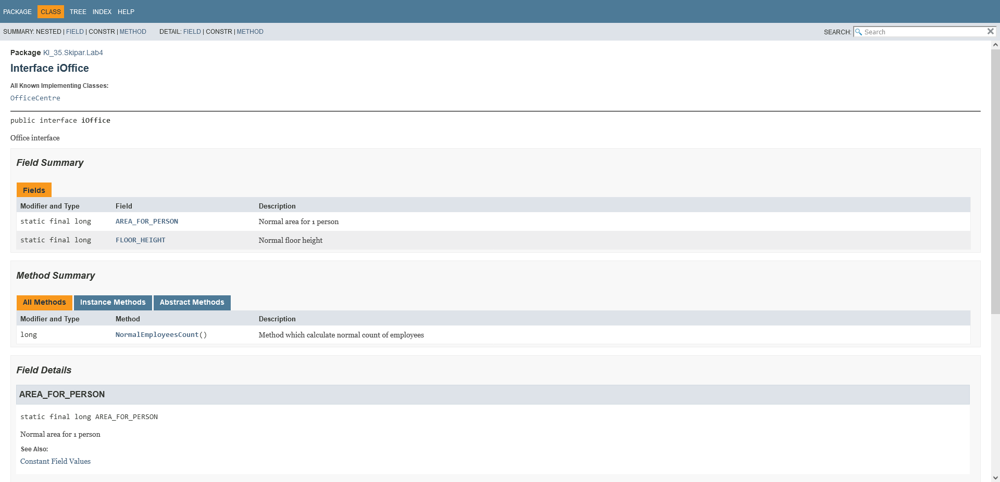 PACKAGE CLASS TREE INDEX HELP
SUMMARY: NESTED | FIELD | CONSTR | METHOD DETAIL: FIELD | CONSTR | METHOD SEARCH: Search
Package KI_35.Skipar.Lab4
Interface iOffice
All Known Implementing Classes:
OfficeCentre
public interface iOffice
Office interface
Field Summary
Fields
Modifier and Type Field Description
static final long AREA_FOR_PERSON Normal area for 1 person
static final long FLOOR_HEIGHT Normal floor height
Method Summary
All Methods Instance Methods Abstract Methods
Modifier and Type Method Description
long NormalEmployeesCount() Method which calculate normal count of employees
Field Details
AREA_FOR_PERSON
static final long AREA_FOR_PERSON
Normal area for 1 person
See Also:
Constant Field Values